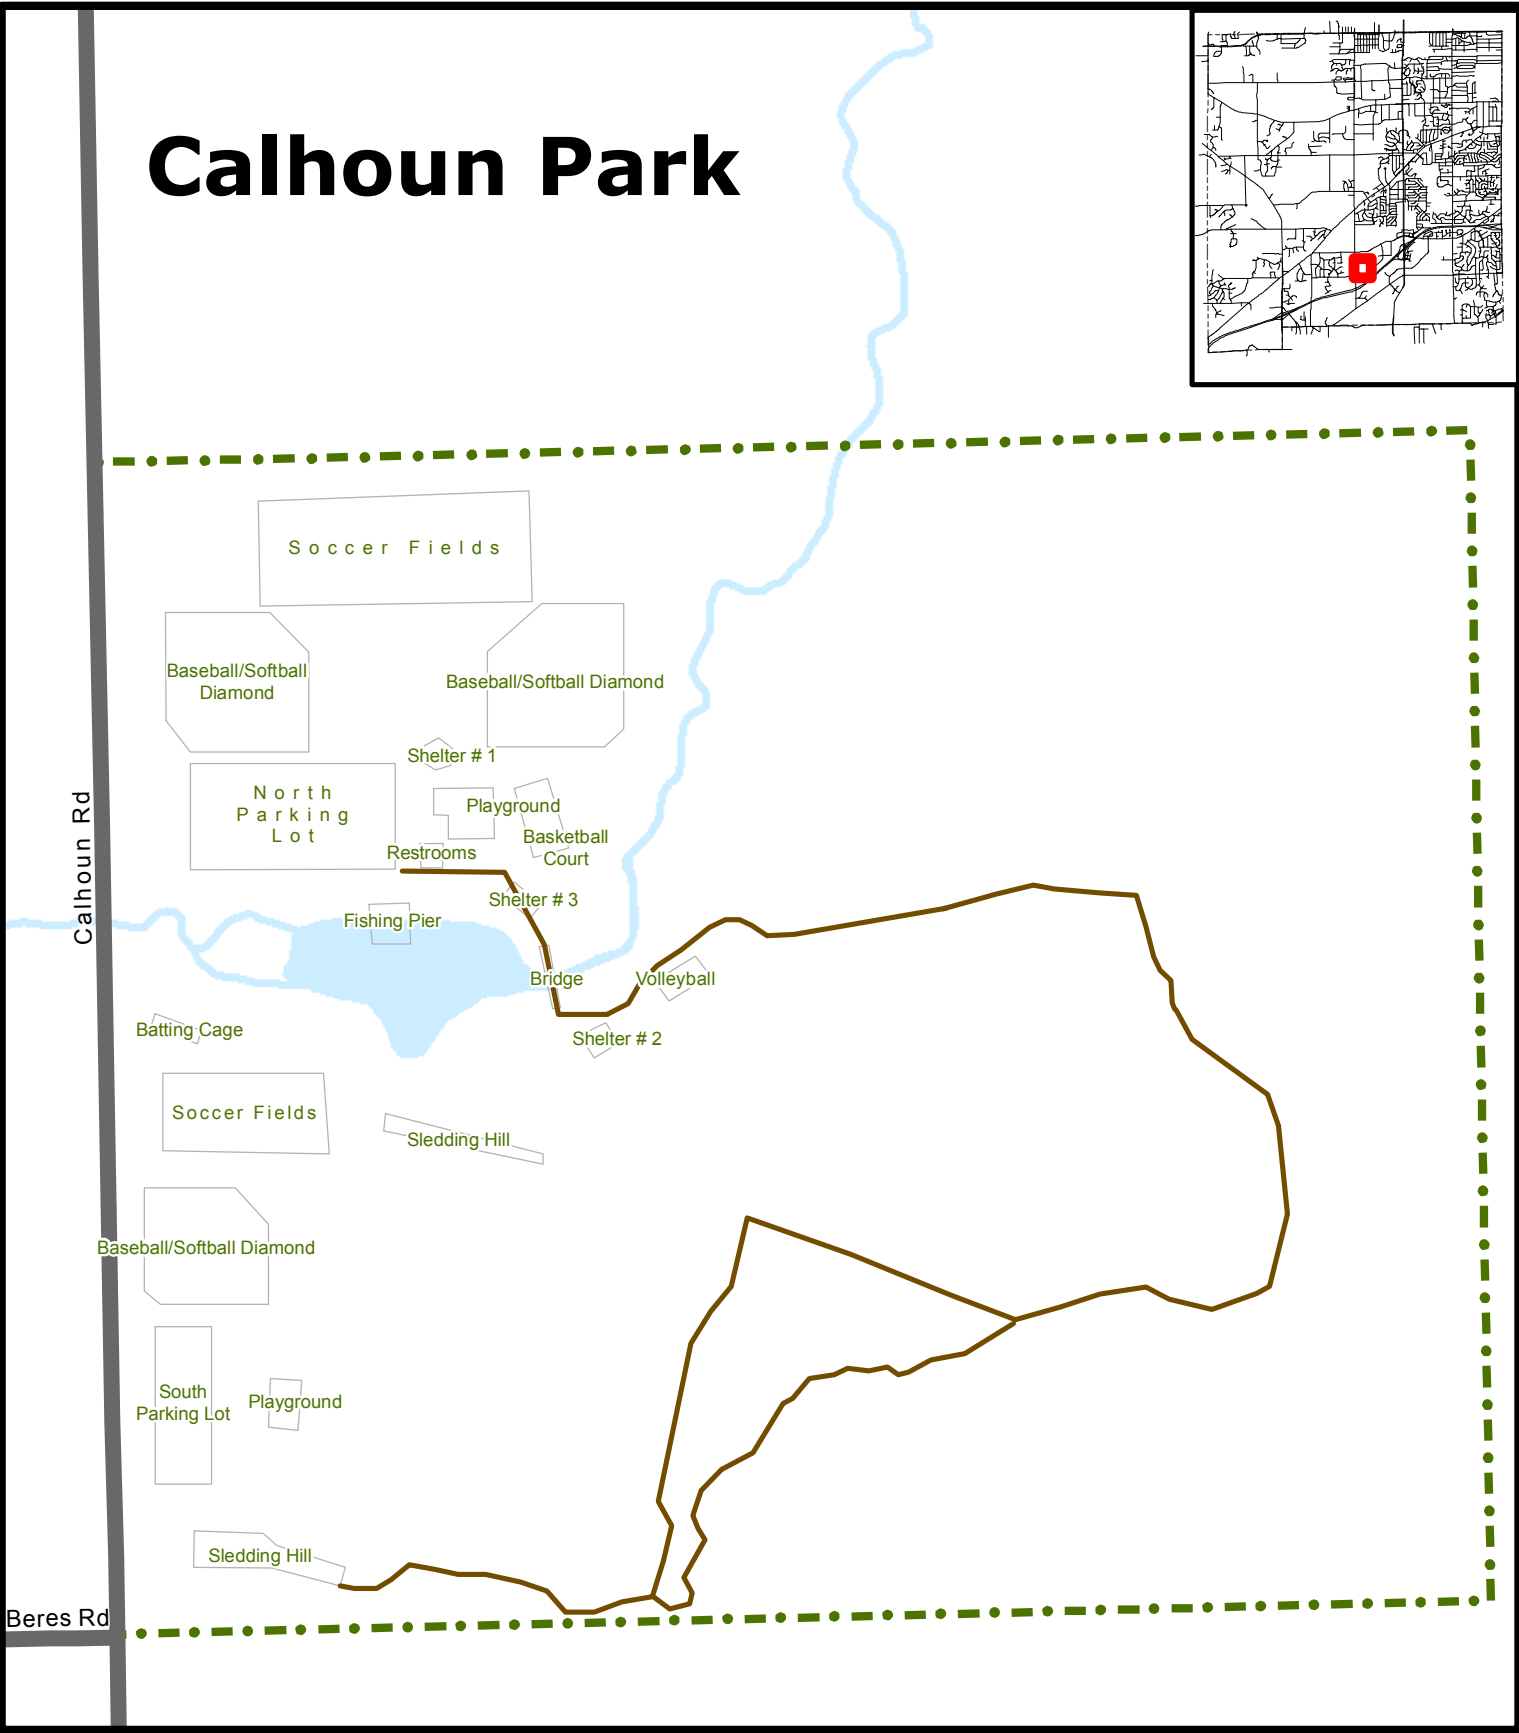 Calhoun Park
Soccer Fields
Baseball/Softball
Diamond
Baseball/Softball Diamond
Shelter # 1
North
Parking
Lot
Playground
Basketball
Court
Restrooms
Calhoun Rd
Shelter # 3
Fishing Pier
Bridge
Volleyball
Batting Cage
Shelter # 2
Soccer Fields
Sledding Hill
Baseball/Softball Diamond
South
Parking Lot
Playground
Sledding Hill
Beres Rd